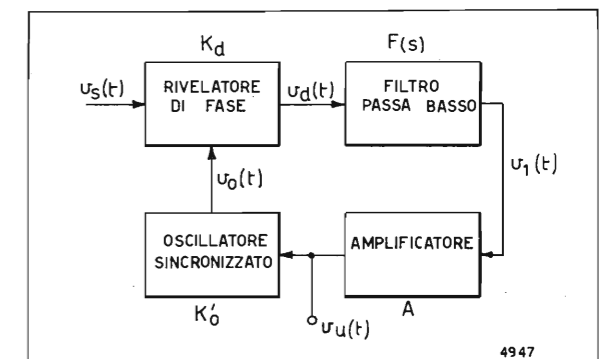 K_d
F(s)
υ_s(t)
RIVELATORE
DI FASE
υ_d(t)
FILTRO
PASSA BASSO
υ_o(t)
υ_1(t)
OSCILLATORE
SINCRONIZZATO
AMPLIFICATORE
K'_o
υ_u(t)
A
4947